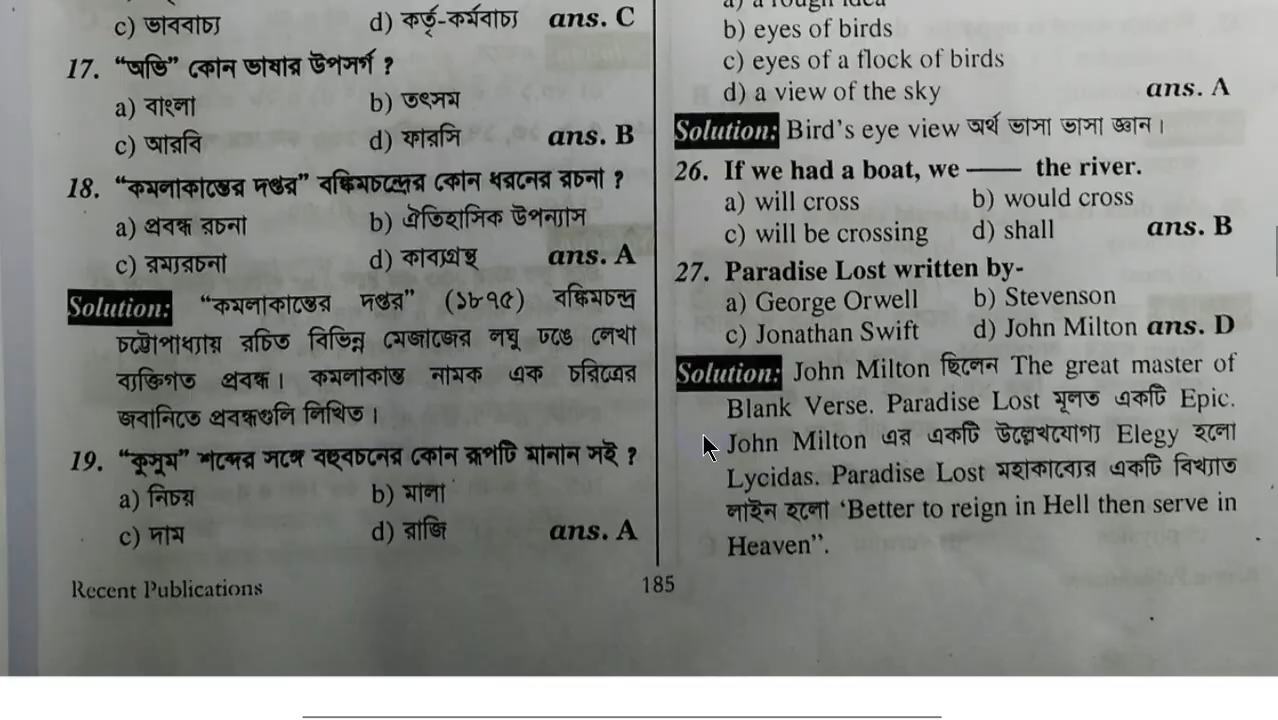 c) ভাববাচ্য d) কর্তৃ-কর্মবাচ্য ans. C
17. “অভি” কোন ভাষার উপসর্গ ?
a) বাংলা b) তৎসম
c) আরবি d) ফারসি ans. B
18. “কমলাকান্তের দপ্তর” বঙ্কিমচন্দ্রের কোন ধরনের রচনা ?
a) প্রবন্ধ রচনা b) ঐতিহাসিক উপন্যাস
c) রম্যরচনা d) কাব্যগ্রন্থ ans. A
Solution: “কমলাকান্তের দপ্তর” (১৮৭৫) বঙ্কিমচন্দ্র
চট্টোপাধ্যায় রচিত বিভিন্ন মেজাজের লঘু ঢঙে লেখা
ব্যক্তিগত প্রবন্ধ। কমলাকান্ত নামক এক চরিত্রের
জবানিতে প্রবন্ধগুলি লিখিত।
19. “কুসুম” শব্দের সঙ্গে বহুবচনের কোন রূপটি মানান সই ?
a) নিচয় b) মালা
c) দাম d) রাজি ans. A
Recent Publications
185
a) a rough idea
b) eyes of birds
c) eyes of a flock of birds
d) a view of the sky ans. A
Solution: Bird’s eye view অর্থ ভাসা ভাসা জ্ঞান।
26. If we had a boat, we —— the river.
a) will cross b) would cross
c) will be crossing d) shall ans. B
27. Paradise Lost written by-
a) George Orwell b) Stevenson
c) Jonathan Swift d) John Milton ans. D
Solution: John Milton ছিলেন The great master of
Blank Verse. Paradise Lost মূলত একটি Epic.
John Milton এর একটি উল্লেখযোগ্য Elegy হলো
Lycidas. Paradise Lost মহাকাব্যের একটি বিখ্যাত
লাইন হলো ‘Better to reign in Hell then serve in
Heaven”.